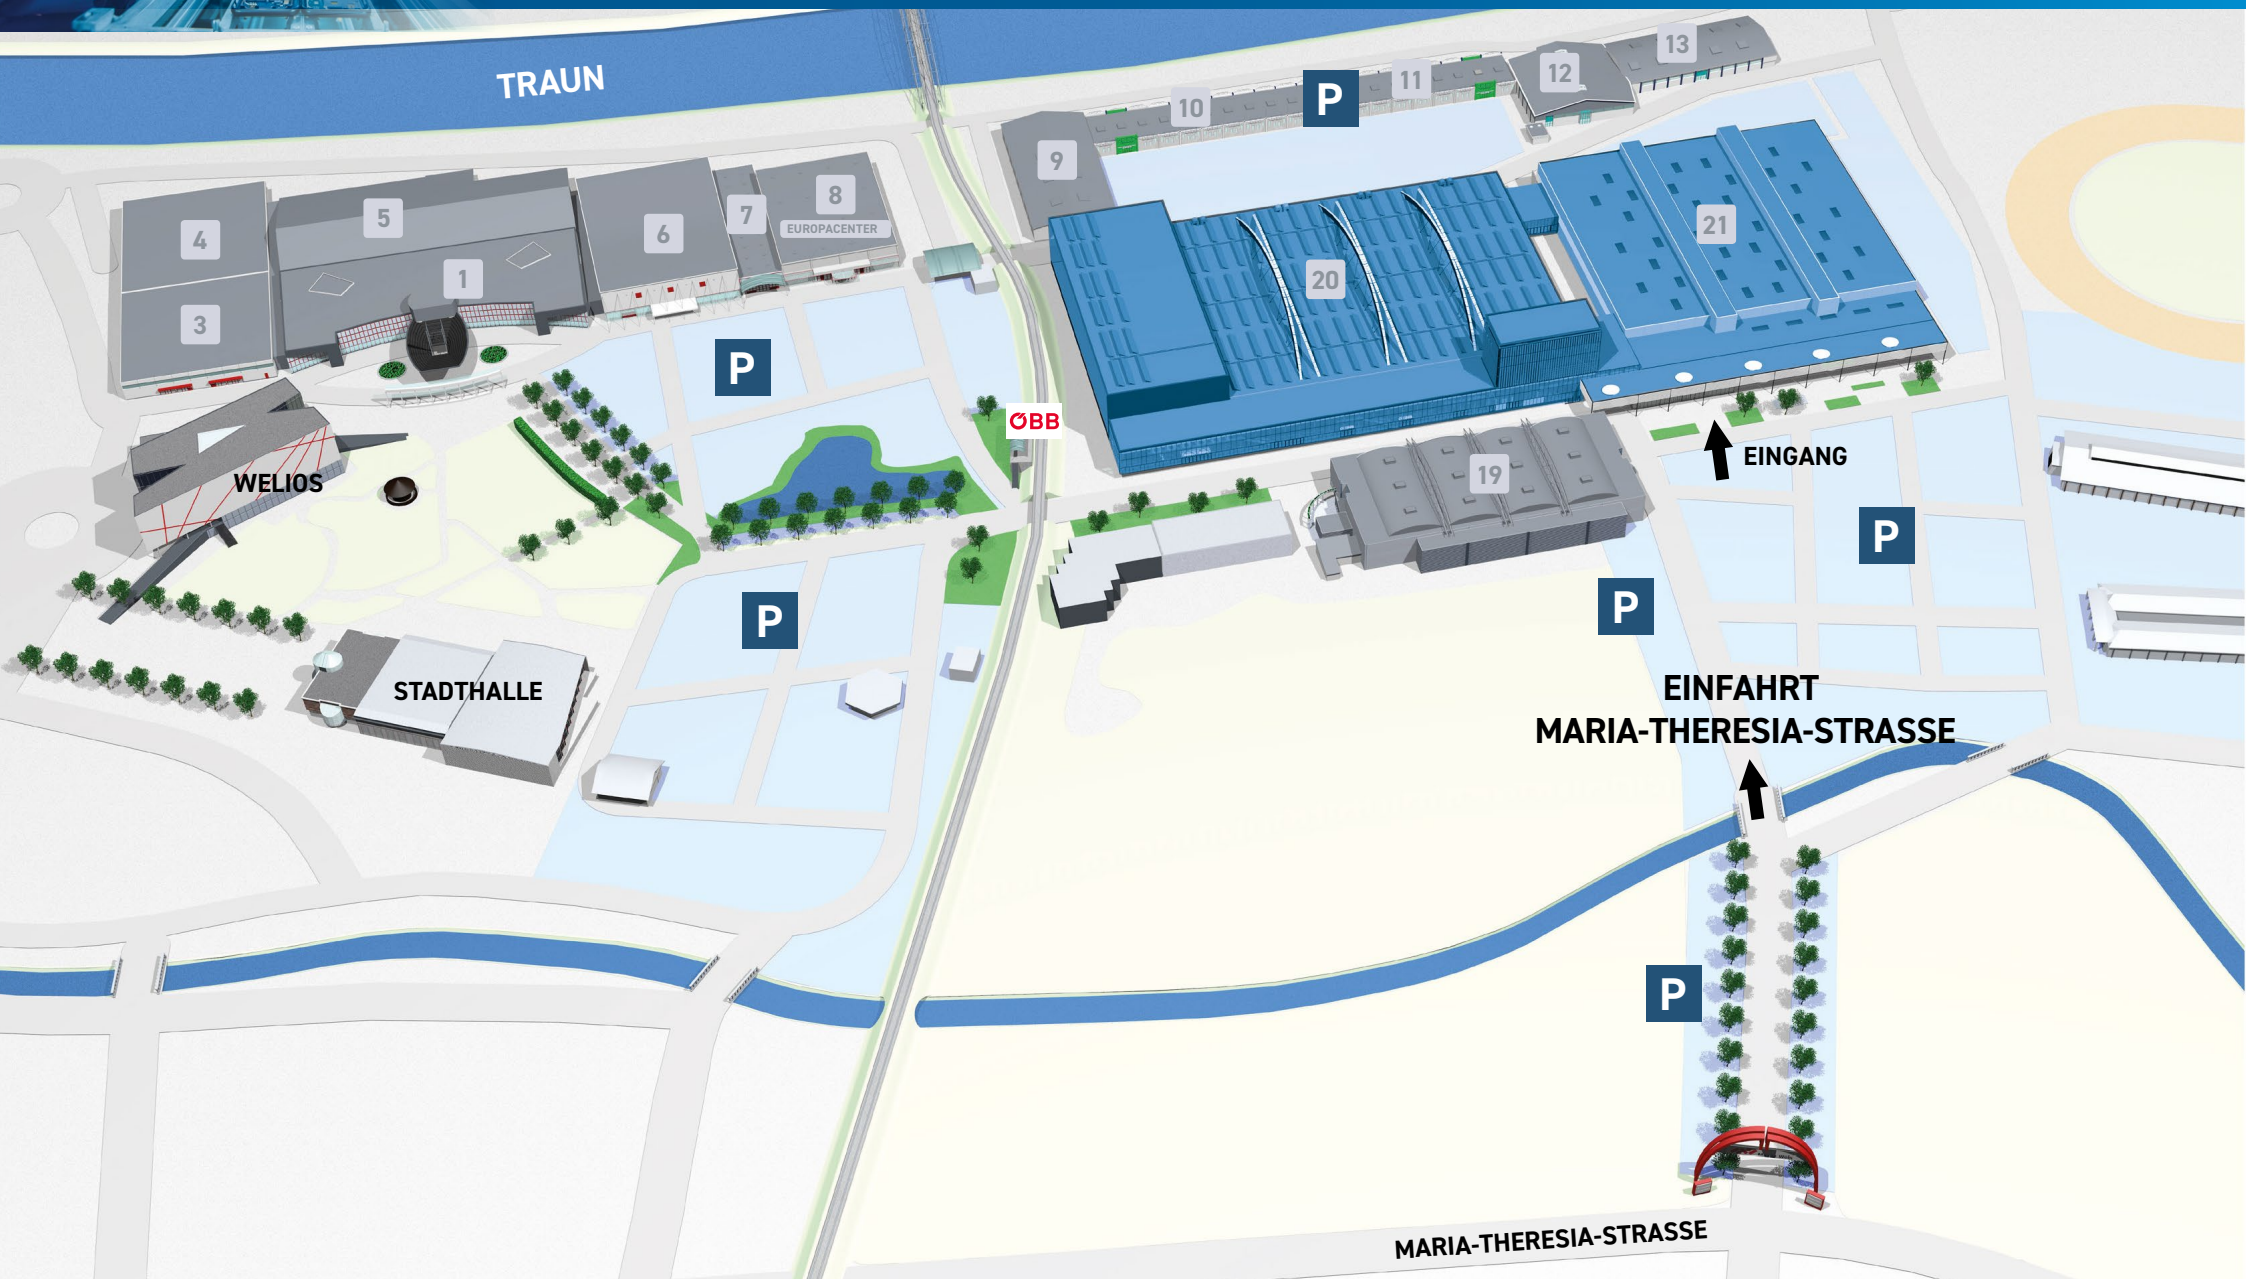 TRAUN
13
12
11
P
10
9
8
EUROPACENTER
7
6
5
4
1
3
21
20
P
ÖBB
EINGANG
19
WELIOS
P
P
P
STADTHALLE
EINFAHRT
MARIA-THERESIA-STRASSE
P
MARIA-THERESIA-STRASSE